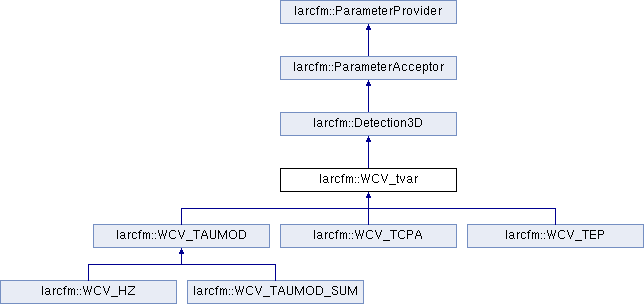 larcfm::ParameterProvider
larcfm::ParameterAcceptor
larcfm::Detection3D
larcfm::WCV_tvar
larcfm::WCV_TAUMOD
larcfm::WCV_TCPA
larcfm::WCV_TEP
larcfm::WCV_HZ
larcfm::WCV_TAUMOD_SUM